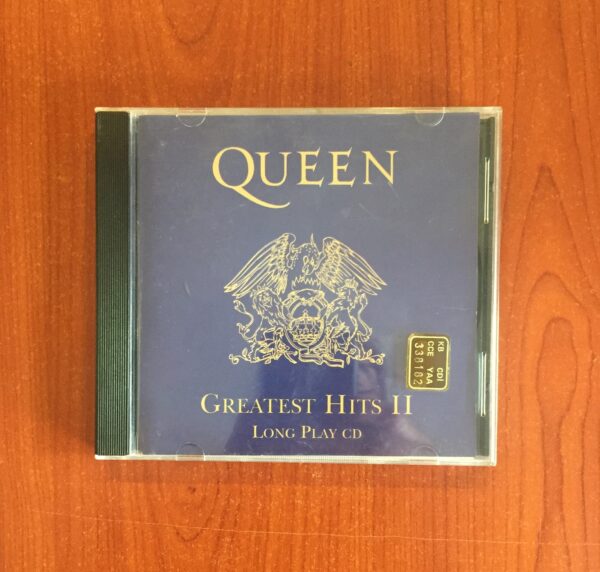 QUEEN
GREATEST HITS II
LONG PLAY CD
KB CDI
CCE YAA
338182